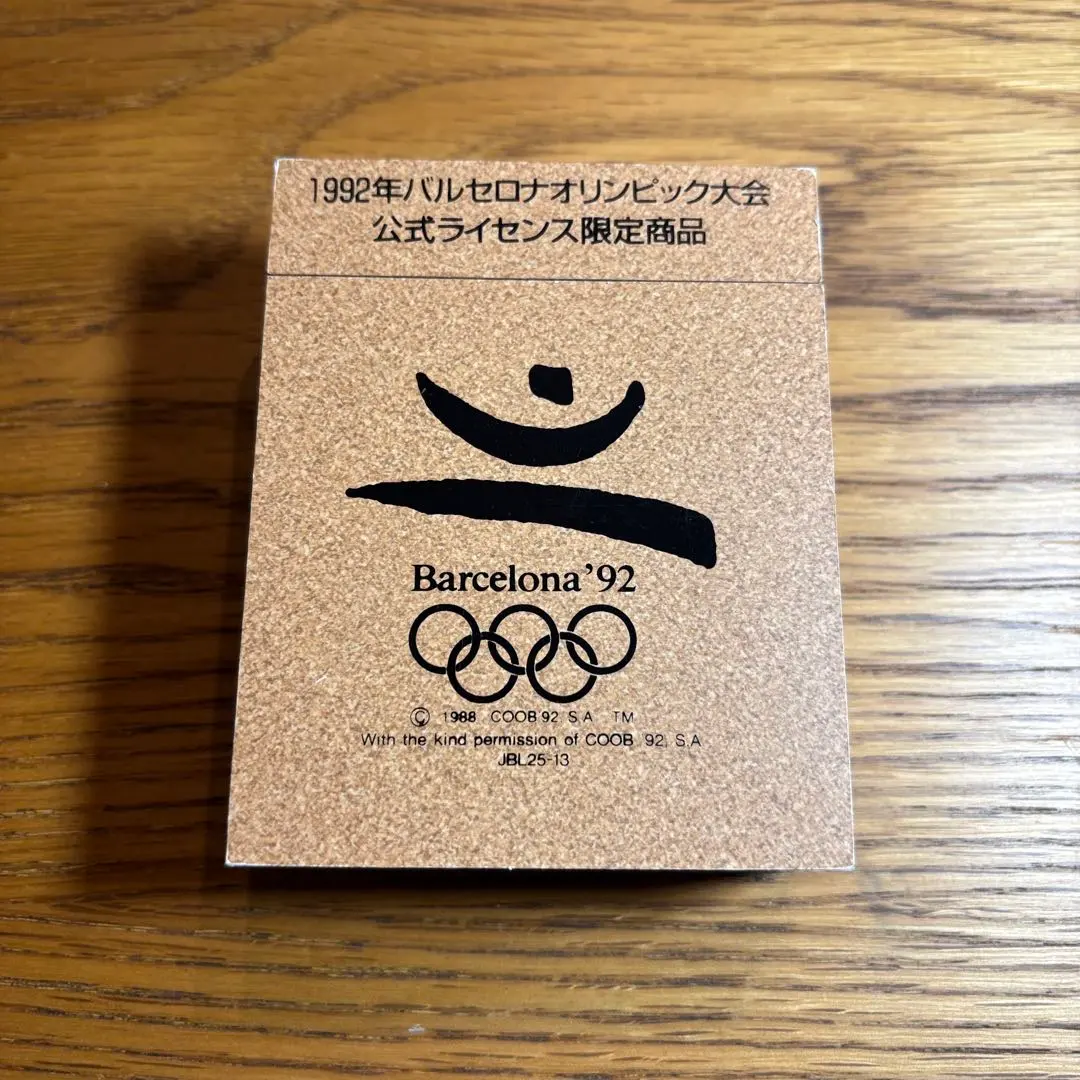 1992年バルセロナオリンピック大会
公式ライセンス限定商品
Barcelona '92
© 1988 COOB 92 S.A TM
With the kind permission of COOB 92, S.A
JBL25-13